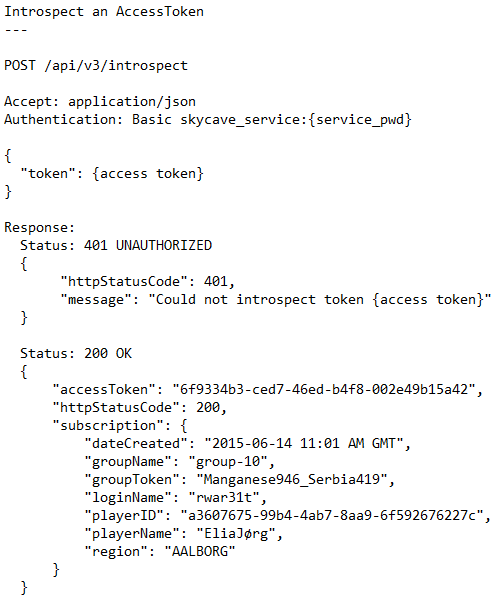 Introspect an AccessToken
---
POST /api/v3/introspect
Accept: application/json
Authentication: Basic skycave_service:{service_pwd}
{
  "token": {access token}
}
Response:
  Status: 401 UNAUTHORIZED
  {
       "httpStatusCode": 401,
       "message": "Could not introspect token {access token}"
  }
  Status: 200 OK
  {
      "accessToken": "6f9334b3-ced7-46ed-b4f8-002e49b15a42",
      "httpStatusCode": 200,
      "subscription": {
          "dateCreated": "2015-06-14 11:01 AM GMT",
          "groupName": "group-10",
          "groupToken": "Manganese946_Serbia419",
          "loginName": "rwar31t",
          "playerID": "a3607675-99b4-4ab7-8aa9-6f592676227c",
          "playerName": "EliaJørg",
          "region": "AALBORG"
      }
  }